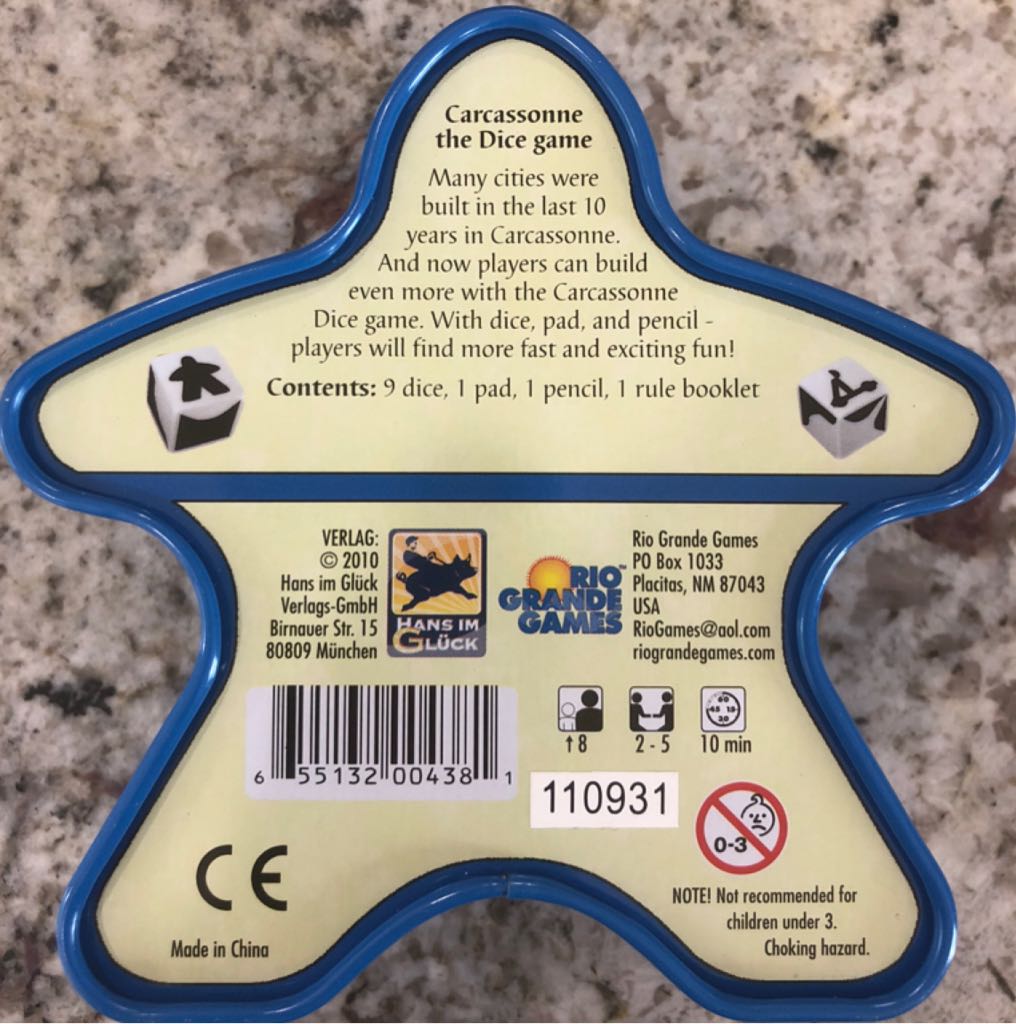 Carcassonne
the Dice game
Many cities were
built in the last 10
years in Carcassonne.
And now players can build
even more with the Carcassonne
Dice game. With dice, pad, and pencil -
players will find more fast and exciting fun!
Contents: 9 dice, 1 pad, 1 pencil, 1 rule booklet
VERLAG:
© 2010
Hans im Glück
Verlags-GmbH
Birnauer Str. 15
80809 München
HANS IM
GLÜCK
RIO™
GRANDE
GAMES
Rio Grande Games
PO Box 1033
Placitas, NM 87043
USA
RioGames@aol.com
riograndegames.com
6 55132 00438 1
60
45 15
30
↑8
2 - 5
10 min
110931
0-3
CE
NOTE! Not recommended for
children under 3.
Choking hazard.
Made in China